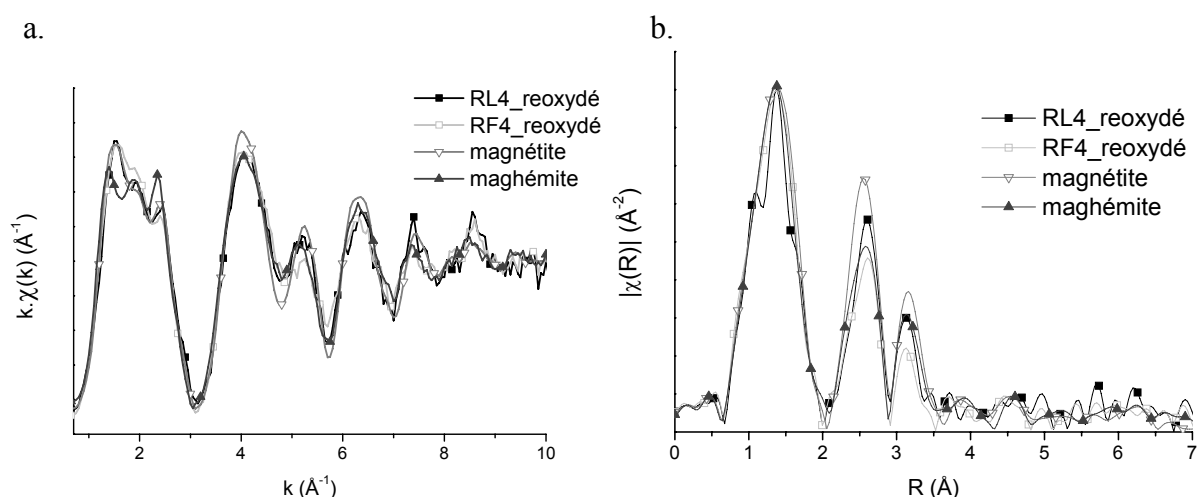 a.
RL4_reoxydé
RF4_reoxydé
magnétite
maghémite
k.χ(k) (Å⁻¹)
2 4 6 8 10
k (Å⁻¹)
b.
RL4_reoxydé
RF4_reoxydé
magnétite
maghémite
|χ(R)| (Å⁻²)
0 1 2 3 4 5 6 7
R (Å)